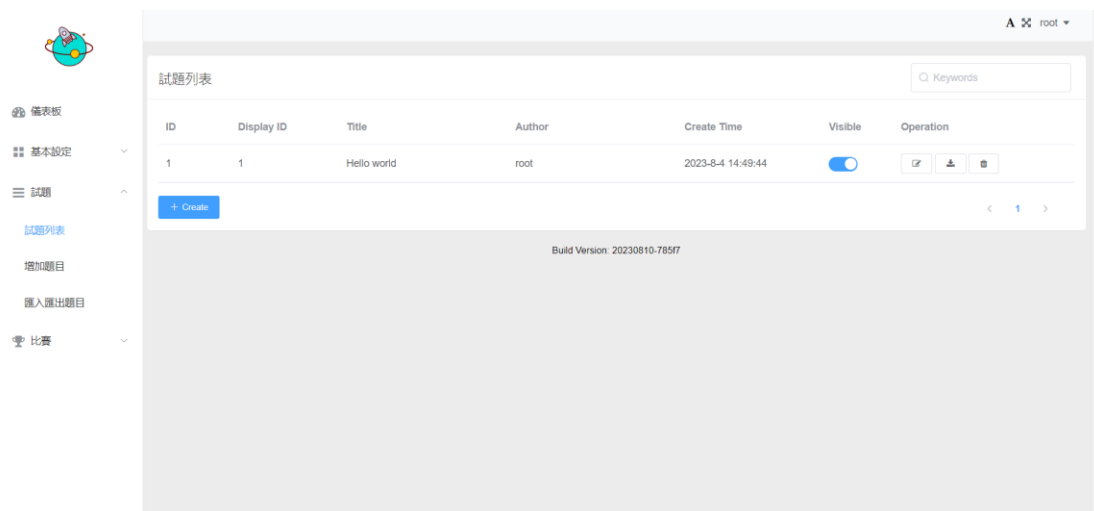 A root
試題列表
Keywords
儀表板
基本設定
試題
試題列表
增加題目
匯入匯出題目
比賽
ID Display ID Title Author Create Time Visible Operation
1 1 Hello world root 2023-8-4 14:49:44
+ Create
< 1 >
Build Version: 20230810-785f7